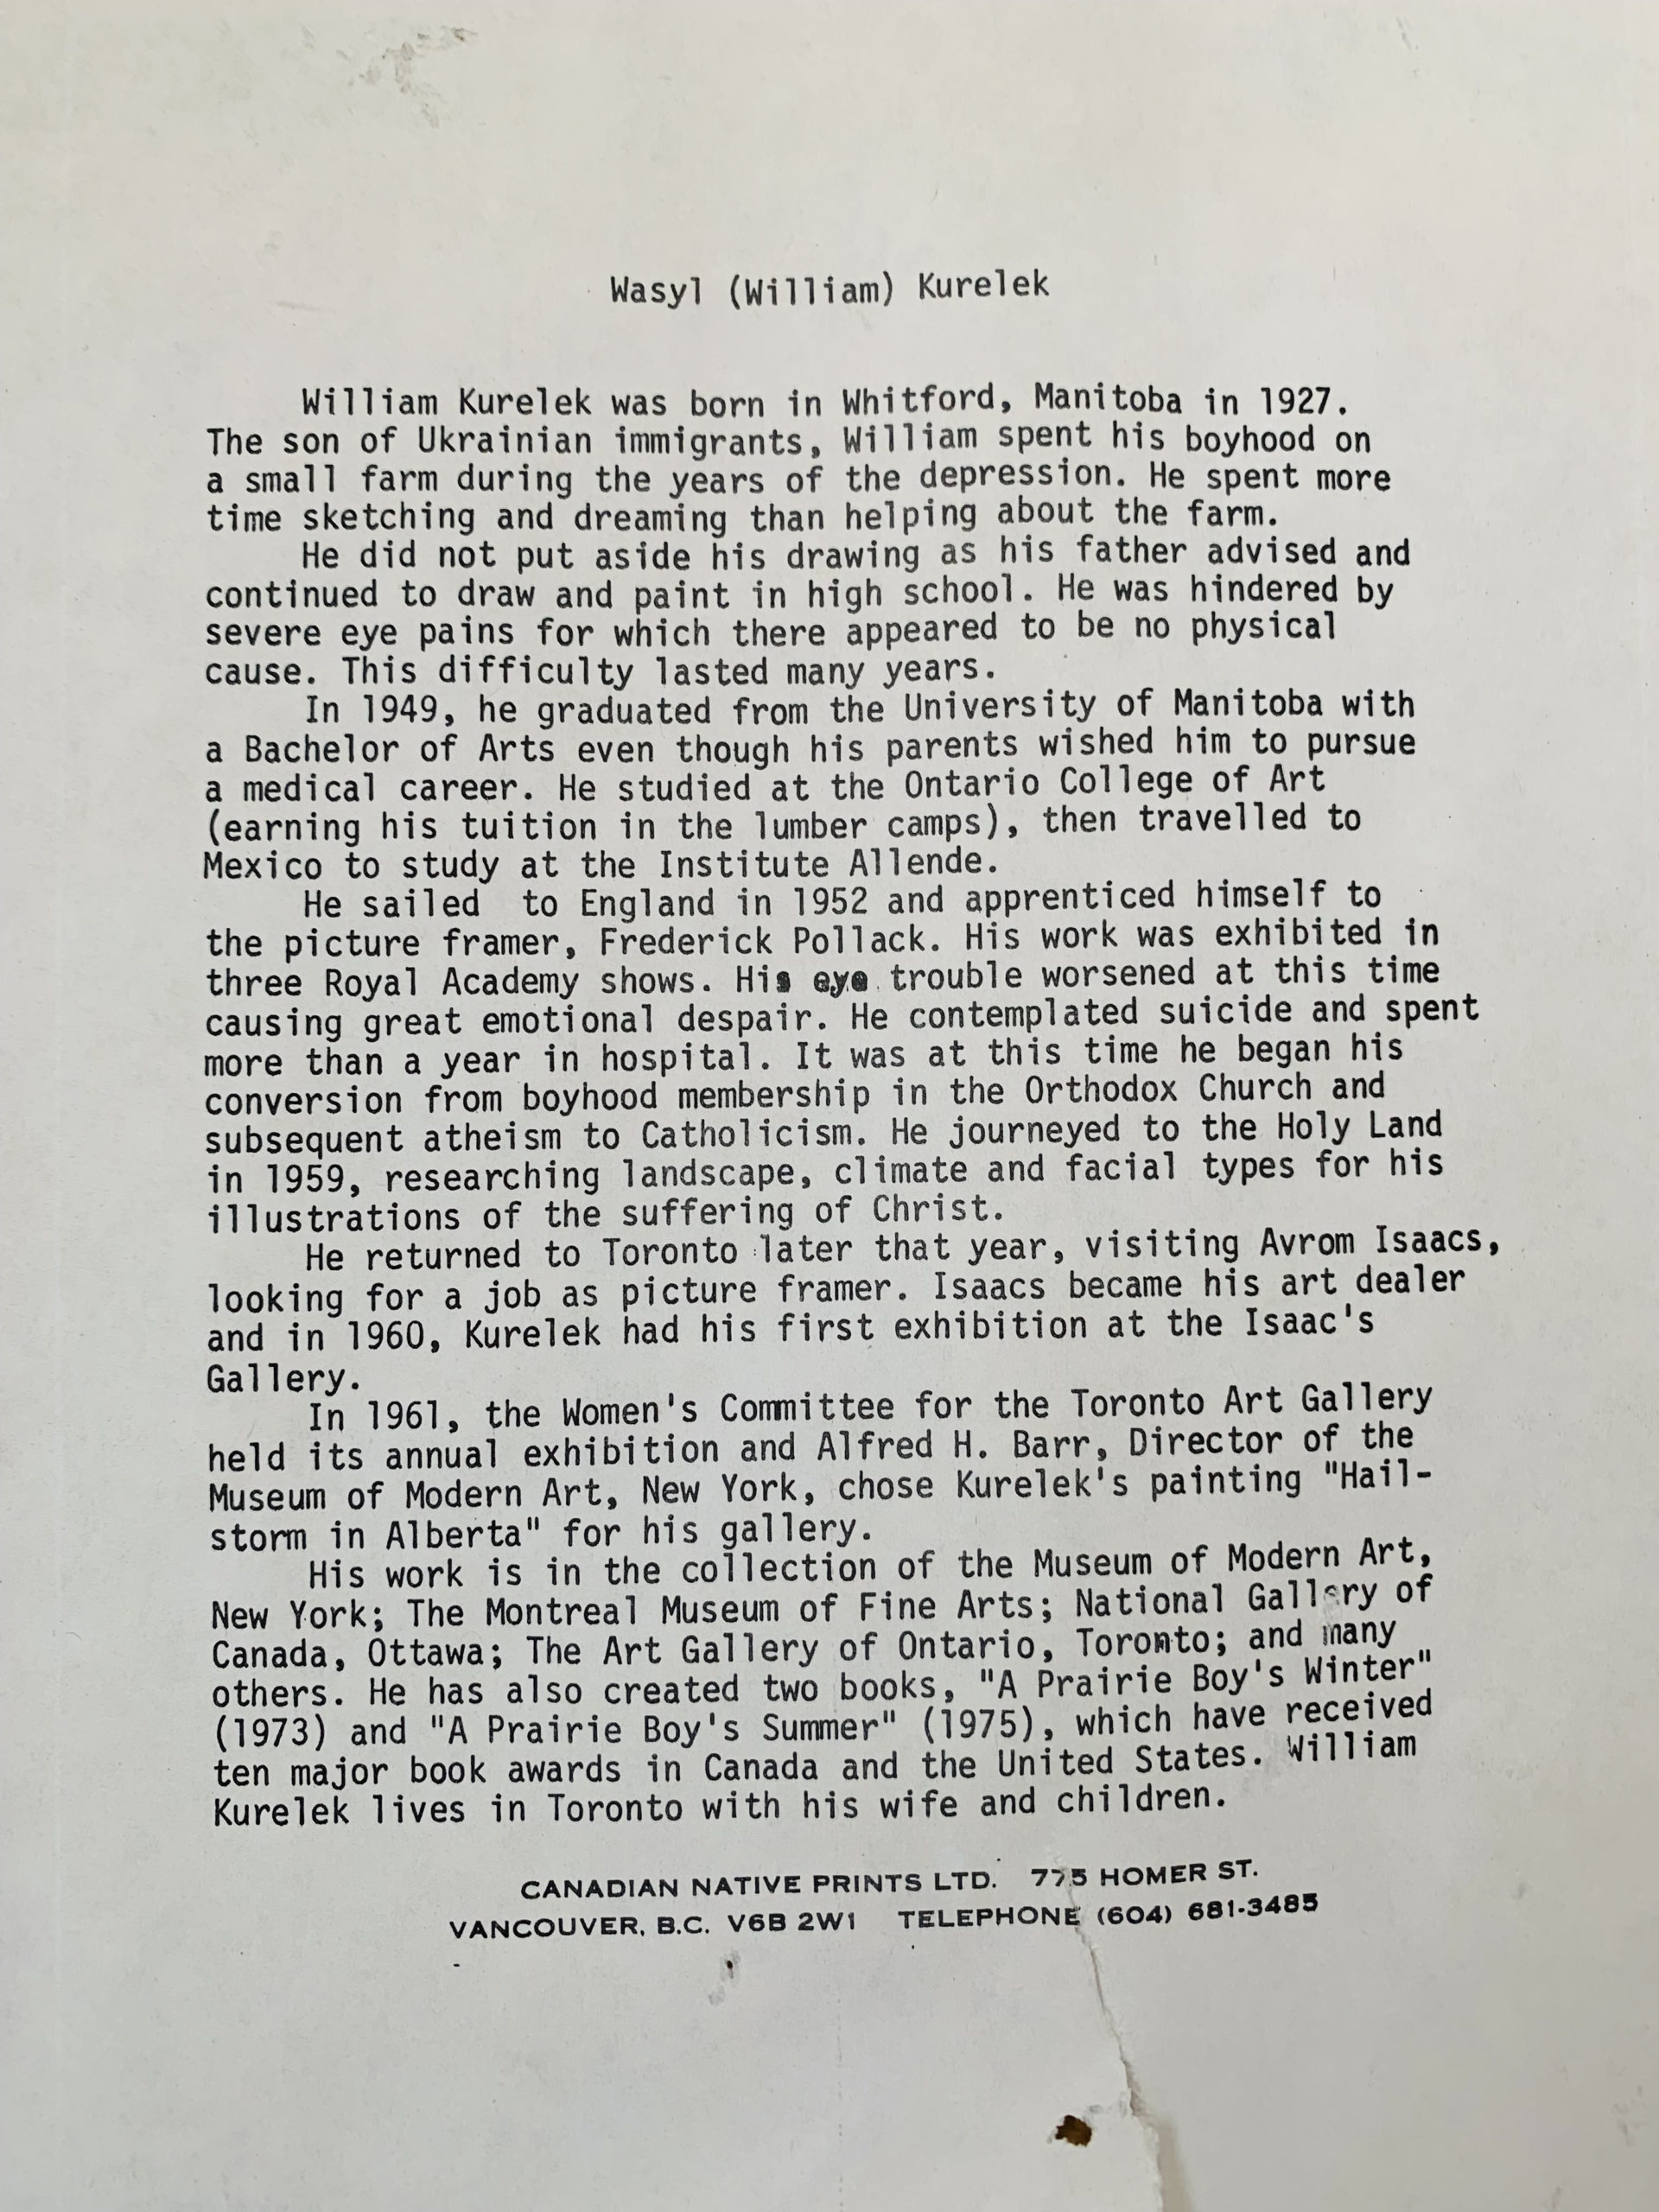 Wasyl (William) Kurelek
William Kurelek was born in Whitford, Manitoba in 1927.
The son of Ukrainian immigrants, William spent his boyhood on
a small farm during the years of the depression. He spent more
time sketching and dreaming than helping about the farm.
He did not put aside his drawing as his father advised and
continued to draw and paint in high school. He was hindered by
severe eye pains for which there appeared to be no physical
cause. This difficulty lasted many years.
In 1949, he graduated from the University of Manitoba with
a Bachelor of Arts even though his parents wished him to pursue
a medical career. He studied at the Ontario College of Art
(earning his tuition in the lumber camps), then travelled to
Mexico to study at the Institute Allende.
He sailed to England in 1952 and apprenticed himself to
the picture framer, Frederick Pollack. His work was exhibited in
three Royal Academy shows. His eye trouble worsened at this time
causing great emotional despair. He contemplated suicide and spent
more than a year in hospital. It was at this time he began his
conversion from boyhood membership in the Orthodox Church and
subsequent atheism to Catholicism. He journeyed to the Holy Land
in 1959, researching landscape, climate and facial types for his
illustrations of the suffering of Christ.
He returned to Toronto later that year, visiting Avrom Isaacs,
looking for a job as picture framer. Isaacs became his art dealer
and in 1960, Kurelek had his first exhibition at the Isaac's
Gallery.
In 1961, the Women's Committee for the Toronto Art Gallery
held its annual exhibition and Alfred H. Barr, Director of the
Museum of Modern Art, New York, chose Kurelek's painting "Hail-
storm in Alberta" for his gallery.
His work is in the collection of the Museum of Modern Art,
New York; The Montreal Museum of Fine Arts; National Gallery of
Canada, Ottawa; The Art Gallery of Ontario, Toronto; and many
others. He has also created two books, "A Prairie Boy's Winter"
(1973) and "A Prairie Boy's Summer" (1975), which have received
ten major book awards in Canada and the United States. William
Kurelek lives in Toronto with his wife and children.
CANADIAN NATIVE PRINTS LTD. 775 HOMER ST.
VANCOUVER, B.C. V6B 2W1 TELEPHONE (604) 681-3485